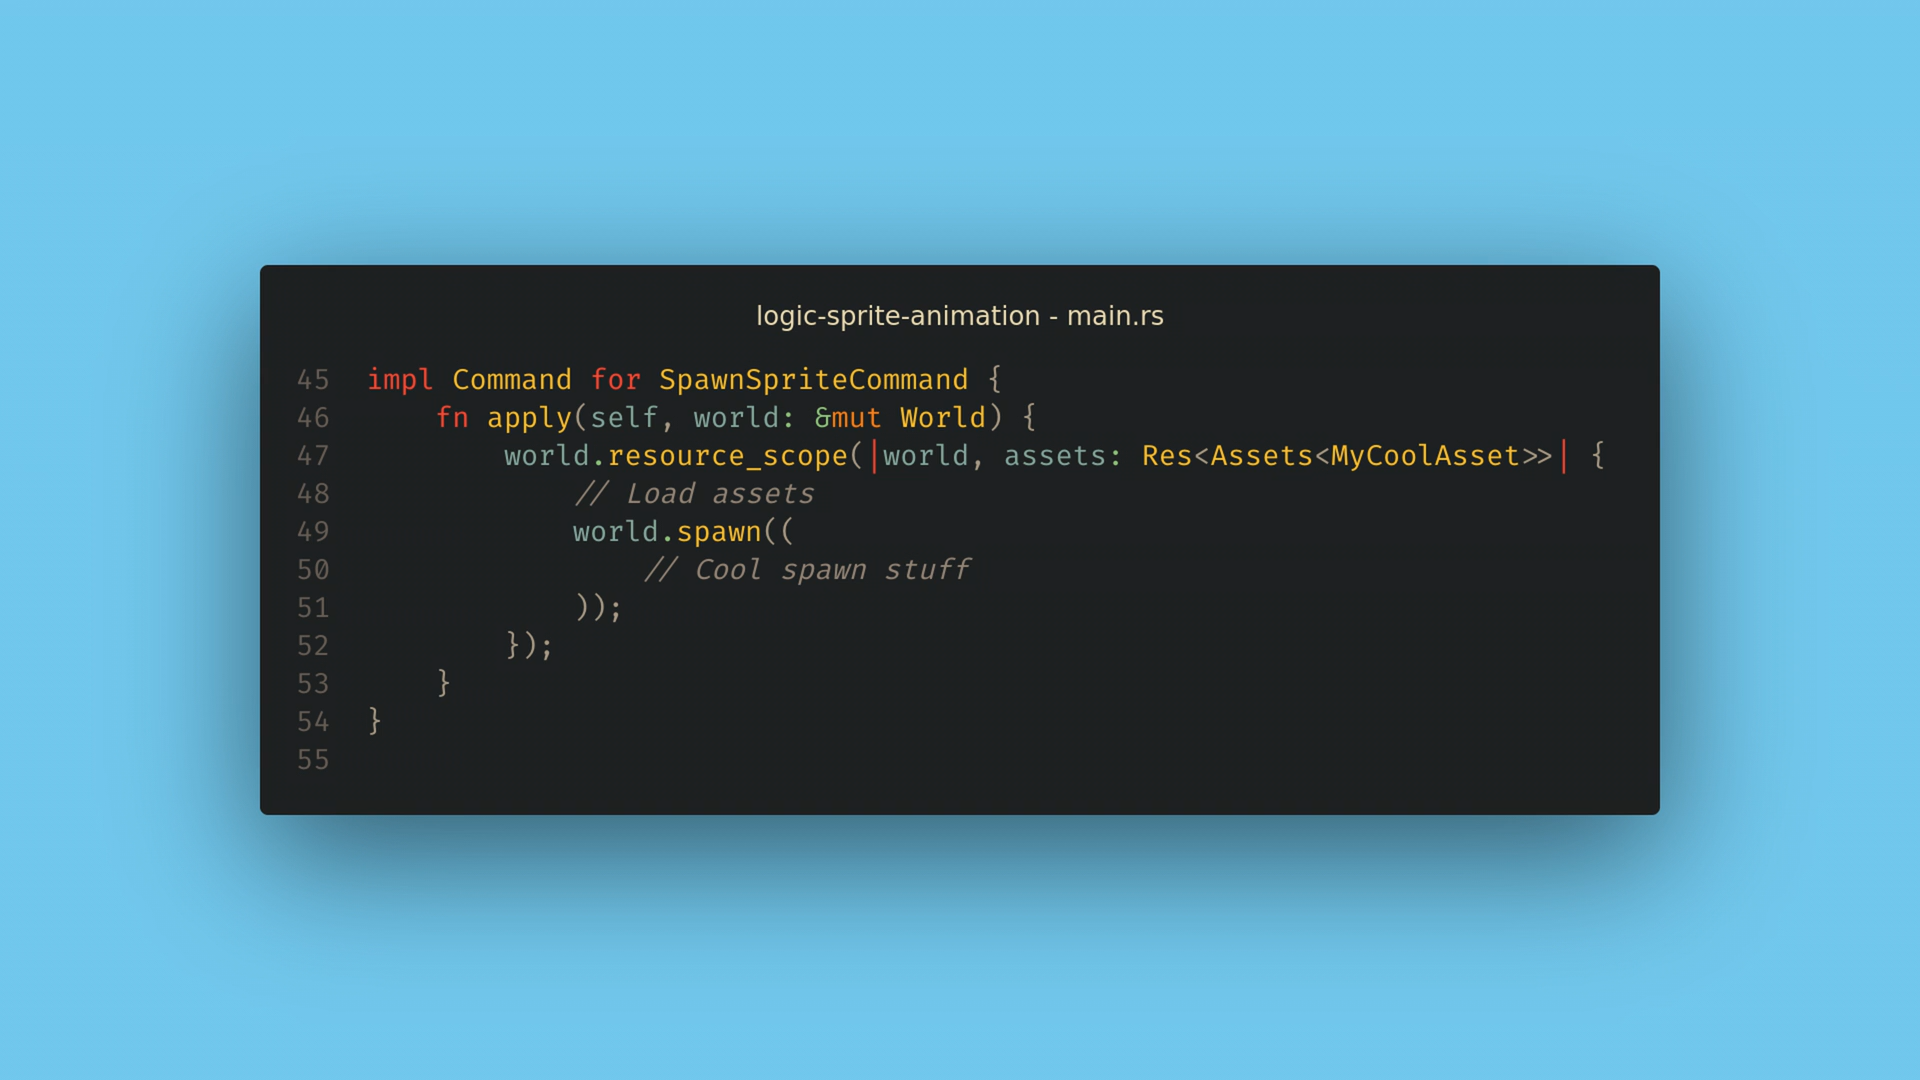 logic-sprite-animation - main.rs
45 impl Command for SpawnSpriteCommand {
46     fn apply(self, world: &mut World) {
47         world.resource_scope(|world, assets: Res<Assets<MyCoolAsset>>| {
48             // Load assets
49             world.spawn((
50                 // Cool spawn stuff
51             ));
52         });
53     }
54 }
55